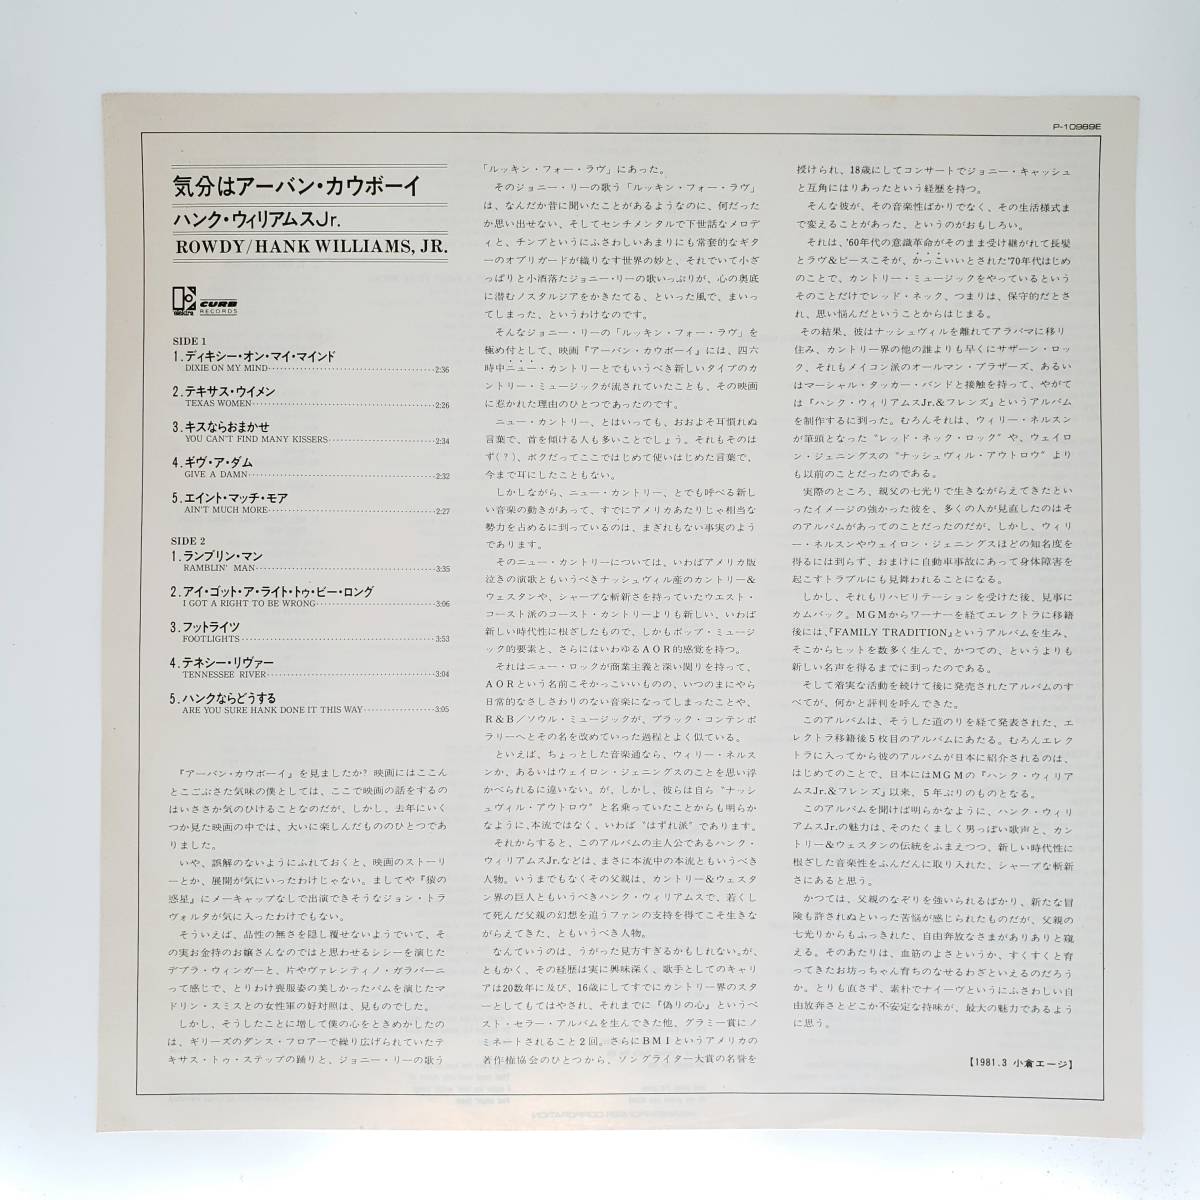 P-10989E
気分はアーバン・カウボーイ
ハンク・ウィリアムスJr.
ROWDY/HANK WILLIAMS, JR.
elektra
CURB
RECORDS
SIDE 1
1.ディキシー・オン・マイ・マインド
DIXIE ON MY MIND 2:36
2.テキサス・ウイメン
TEXAS WOMEN 2:26
3.キスならおまかせ
YOU CAN'T FIND MANY KISSERS 2:34
4.ギヴ・ア・ダム
GIVE A DAMN 2:32
5.エイント・マッチ・モア
AIN'T MUCH MORE 2:27
SIDE 2
1.ランブリン・マン
RAMBLIN' MAN 3:35
2.アイ・ゴット・ア・ライト・トゥ・ビー・ロング
I GOT A RIGHT TO BE WRONG 3:06
3.フットライツ
FOOTLIGHTS 3:53
4.テネシー・リヴァー
TENNESSEE RIVER 3:04
5.ハンクならどうする
ARE YOU SURE HANK DONE IT THIS WAY 3:05
『アーバン・カウボーイ』を見ましたか? 映画にはここん
とこごぶさた気味の僕としては、ここで映画の話をするの
はいささか気のひけることなのだが、しかし、去年にいく
つか見た映画の中では、大いに楽しんだもののひとつであ
りました。
いや、誤解のないようにふれておくと、映画のストーリ
ーとか、展開が気にいったわけじゃない。ましてや『猿の
惑星』にメーキャップなしで出演できそうなジョン・トラ
ヴォルタが気に入ったわけでもない。
そういえば、品性の無さを隠し覆せないようでいて、そ
の実お金持のお嬢さんなのではと思わせるシシーを演じた
デブラ・ウィンガーと、片やヴァレンティノ・ガラバーニ
って感じで、とりわけ喪服姿の美しかったパムを演じたマ
ドリン・スミスとの女性軍の好対照は、見ものでした。
しかし、そうしたことに増して僕の心をときめかしたの
は、ギリーズのダンス・フロアーで繰り広げられていたテ
キサス・トゥ・ステップの踊りと、ジョニー・リーの歌う
「ルッキン・フォー・ラヴ」にあった。
そのジョニー・リーの歌う「ルッキン・フォー・ラヴ」
は、なんだか昔に聞いたことがあるようなのに、何だった
か思い出せない、そしてセンチメンタルで下世話なメロデ
ィと、チンプというにふさわしいあまりにも常套的なギタ
ーのオブリガードが織りなす世界の妙と、それでいて小ざ
っぱりと小洒落たジョニー・リーの歌いっぷりが、心の奥底
に潜むノスタルジアをかきたてる、といった風で、まいっ
てしまった、というわけなのです。
そんなジョニー・リーの「ルッキン・フォー・ラヴ」を
極め付として、映画『アーバン・カウボーイ』には、四六
時中ニュー・カントリーとでもいうべき新しいタイプのカ
ントリー・ミュージックが流されていたことも、その映画
に惹かれた理由のひとつであったのです。
ニュー・カントリー、とはいっても、おおよそ耳慣れぬ
言葉で、首を傾ける人も多いことでしょう。それもそのは
ず(?)、ボクだってここではじめて使いはじめた言葉で、
今まで耳にしたこともない。
しかしながら、ニュー・カントリー、とでも呼べる新し
い音楽の動きがあって、すでにアメリカあたりじゃ相当な
勢力を占めるに到っているのは、まぎれもない事実のよう
であります。
そのニュー・カントリーについては、いわばアメリカ版
泣きの演歌ともいうべきナッシュヴィル産のカントリー&
ウェスタンや、シャープな斬新さを持っていたウエスト・
コースト派のコースト・カントリーよりも新しい、いわば
新しい時代性に根ざしたもので、しかもポップ・ミュージ
ック的要素と、さらにはいわゆるAOR的感覚を持つ。
それはニュー・ロックが商業主義と深い関りを持って、
AORという名前こそかっこいいものの、いつのまにやら
日常的なさしさわりのない音楽になってしまったことや、
R&B/ソウル・ミュージックが、ブラック・コンテンポ
ラリーへとその名を改めていった過程とよく似ている。
といえば、ちょっとした音楽通なら、ウィリー・ネルス
ンか、あるいはウェイロン・ジェニングスのことを思い浮
かべられるに違いない。が、しかし、彼らは自ら“ナッシ
ュヴィル・アウトロウ”と名乗っていたことからも明らか
なように、本流ではなく、いわば“はずれ派”であります。
それからすると、このアルバムの主人公であるハンク・
ウィリアムスJr.などは、まさに本流中の本流ともいうべき
人物。いうまでもなくその父親は、カントリー&ウェスタ
ン界の巨人ともいうべきハンク・ウィリアムスで、若くし
て死んだ父親の幻想を追うファンの支持を得てこそ生きな
がらえてきた、ともいうべき人物。
なんていうのは、うがった見方すぎるかもしれない。が、
ともかく、その経歴は実に興味深く、歌手としてのキャリ
アは20数年に及び、16歳にしてすでにカントリー界のスタ
ーとしてもてはやされ、それまでに『偽りの心』というベ
スト・セラー・アルバムを生んできた他、グラミー賞にノ
ミネートされること2回。さらにBMIというアメリカの
著作権協会のひとつから、ソングライター大賞の名誉を
授けられ、18歳にしてコンサートでジョニー・キャッシュ
と互角にはりあったという経歴を持つ。
そんな彼が、その音楽性ばかりでなく、その生活様式ま
で変えることがあった、というのがおもしろい。
それは、'60年代の意識革命がそのまま受け継がれて長髪
とラヴ&ピースこそが、かっこいいとされた'70年代はじめ
のことで、カントリー・ミュージックをやっているという
そのことだけでレッド・ネック、つまりは、保守的だとさ
れ、思い悩んだということからはじまる。
その結果、彼はナッシュヴィルを離れてアラバマに移り
住み、カントリー界の他の誰よりも早くにサザーン・ロッ
ク、それもメイコン派のオールマン・ブラザーズ、あるい
はマーシャル・タッカー・バンドと接触を持って、やがて
は『ハンク・ウィリアムスJr.&フレンズ』というアルバム
を制作するに到った。むろんそれは、ウィリー・ネルスン
が筆頭となった“レッド・ネック・ロック”や、ウェイロ
ン・ジェニングスの“ナッシュヴィル・アウトロウ”より
も以前のことだったのである。
実際のところ、親父の七光りで生きながらえてきたとい
ったイメージの強かった彼を、多くの人が見直したのはそ
のアルバムがあってのことだったのだが、しかし、ウィリ
ー・ネルスンやウェイロン・ジェニングスほどの知名度を
得るには到らず、おまけに自動車事故にあって身体障害を
起こすトラブルにも見舞われることになる。
しかし、それもリハビリテーションを受けた後、見事に
カムバック。MGMからワーナーを経てエレクトラに移籍
後には、『FAMILY TRADITION』というアルバムを生み、
そこからヒットを数多く生んで、かつての、というよりも
新しい名声を得るまでに到ったのである。
そして着実な活動を続けて後に発売されたアルバムのす
べてが、何かと評判を呼んできた。
このアルバムは、そうした道のりを経て発表された、エ
レクトラ移籍後5枚目のアルバムにあたる。むろんエレク
トラに入ってから彼のアルバムが日本に紹介されるのは、
はじめてのことで、日本にはMGMの『ハンク・ウィリア
ムスJr.&フレンズ』以来、5年ぶりのものとなる。
このアルバムを聞けば明らかなように、ハンク・ウィリ
アムスJr.の魅力は、そのたくましく男っぽい歌声と、カン
トリー&ウェスタンの伝統をふまえつつ、新しい時代性に
根ざした音楽性をふんだんに取り入れた、シャープな斬新
さにあると思う。
かつては、父親のなぞりを強いられるばかり、新たな冒
険も許されぬといった苦悩が感じられたものだが、父親の
七光りからもふっきれた、自由奔放なさまがありありと窺
える。そのあたりは、血筋のよさというか、すくすくと育
ってきたお坊っちゃん育ちのなせるわざといえるのだろう
か。とりも直さず、素朴でナイーヴというにふさわしい自
由放奔さとどこか不安定な持味が、最大の魅力であるよう
に思う。
【1981.3 小倉エージ】